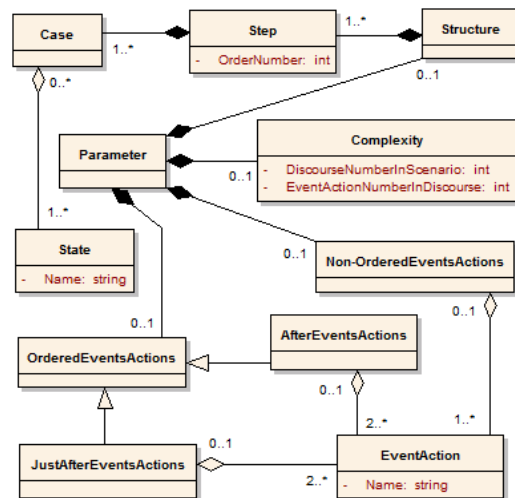 Case
Step
- OrderNumber: int
Structure
1..*
1..*
0..*
0..1
Parameter
Complexity
- DiscourseNumberInScenario: int
- EventActionNumberInDiscourse: int
0..1
1..*
State
- Name: string
0..1
Non-OrderedEventsActions
0..1
0..1
OrderedEventsActions
AfterEventsActions
0..1
2..*
1..*
JustAfterEventsActions
0..1
2..*
EventAction
- Name: string